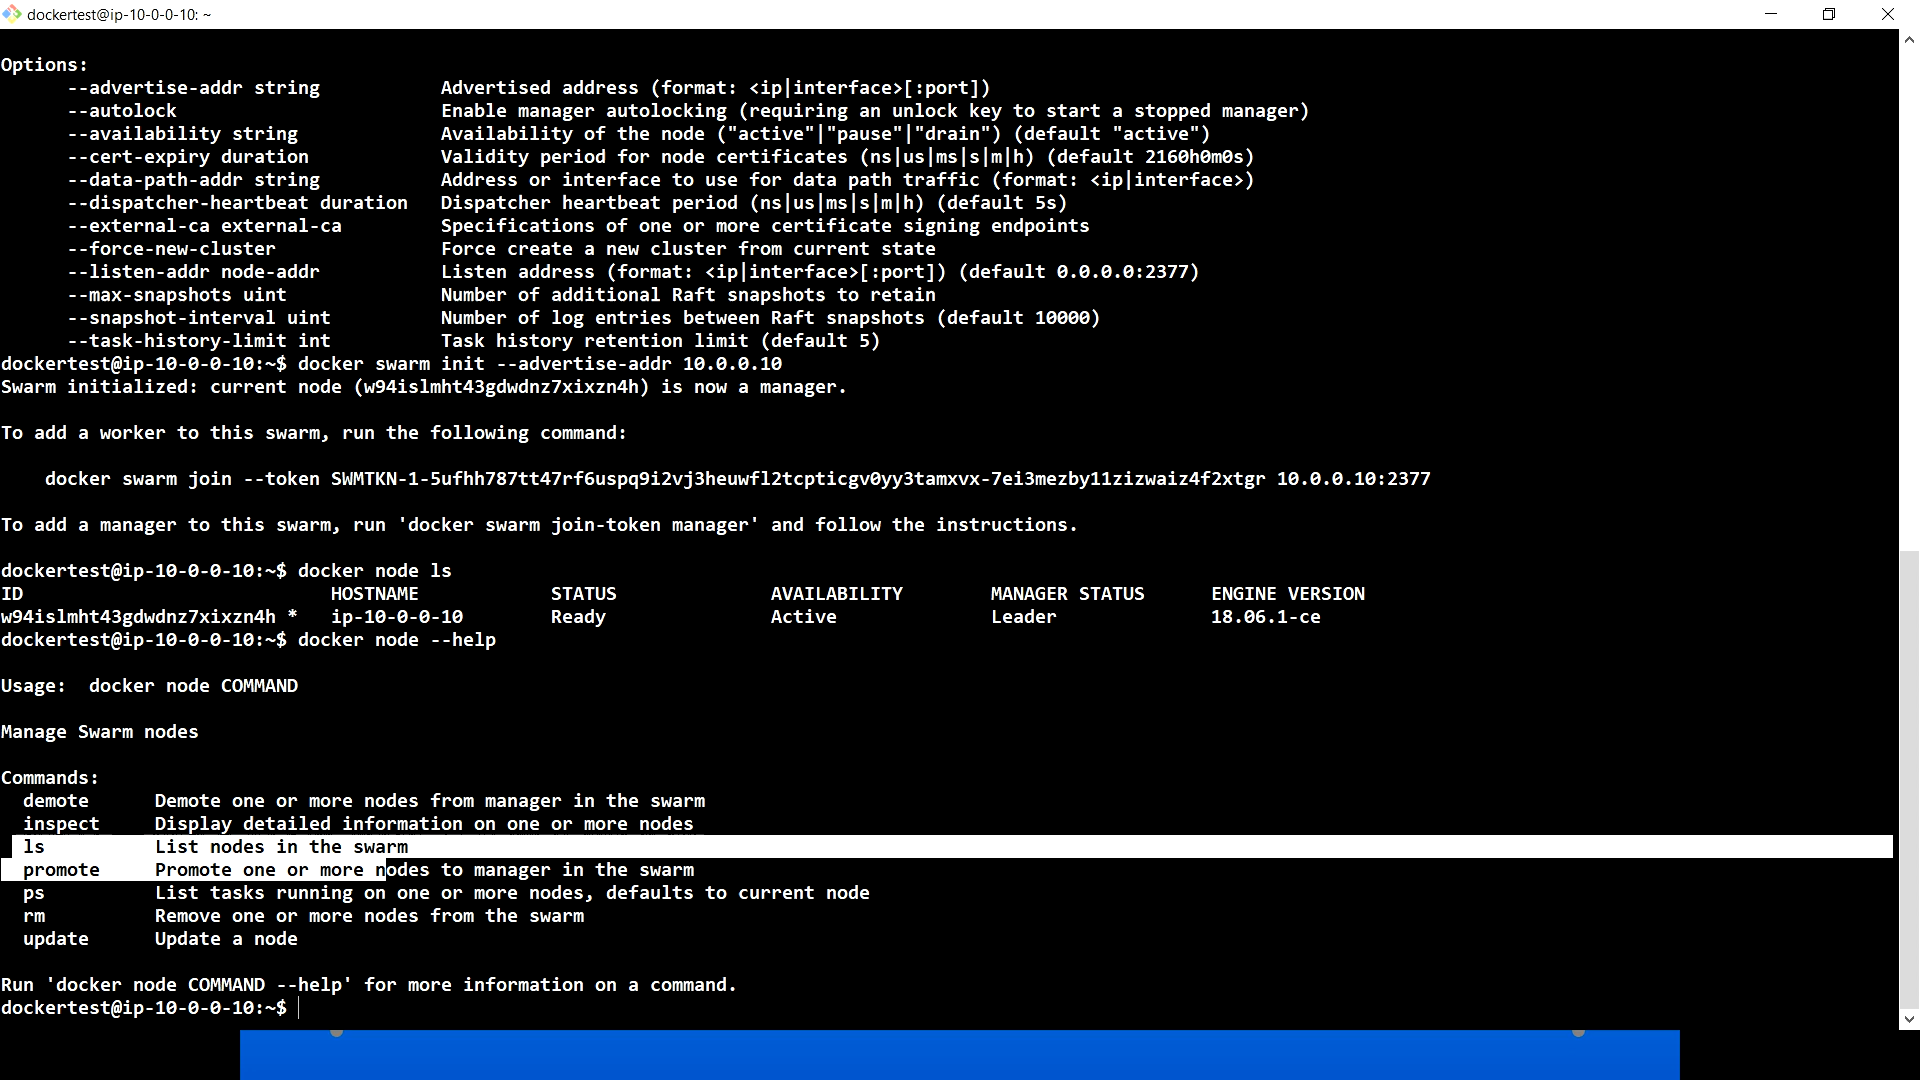 dockertest@ip-10-0-0-10: ~
Options:
--advertise-addr string Advertised address (format: <ip|interface>[:port])
--autolock Enable manager autolocking (requiring an unlock key to start a stopped manager)
--availability string Availability of the node ("active"|"pause"|"drain") (default "active")
--cert-expiry duration Validity period for node certificates (ns|us|ms|s|m|h) (default 2160h0m0s)
--data-path-addr string Address or interface to use for data path traffic (format: <ip|interface>)
--dispatcher-heartbeat duration Dispatcher heartbeat period (ns|us|ms|s|m|h) (default 5s)
--external-ca external-ca Specifications of one or more certificate signing endpoints
--force-new-cluster Force create a new cluster from current state
--listen-addr node-addr Listen address (format: <ip|interface>[:port]) (default 0.0.0.0:2377)
--max-snapshots uint Number of additional Raft snapshots to retain
--snapshot-interval uint Number of log entries between Raft snapshots (default 10000)
--task-history-limit int Task history retention limit (default 5)
dockertest@ip-10-0-0-10:~$ docker swarm init --advertise-addr 10.0.0.10
Swarm initialized: current node (w94islmht43gdwdnz7xixzn4h) is now a manager.
To add a worker to this swarm, run the following command:
docker swarm join --token SWMTKN-1-5ufhh787tt47rf6uspq9i2vj3heuwfl2tcpticgv0yy3tamxvx-7ei3mezby11zizwaiz4f2xtgr 10.0.0.10:2377
To add a manager to this swarm, run 'docker swarm join-token manager' and follow the instructions.
dockertest@ip-10-0-0-10:~$ docker node ls
ID HOSTNAME STATUS AVAILABILITY MANAGER STATUS ENGINE VERSION
w94islmht43gdwdnz7xixzn4h * ip-10-0-0-10 Ready Active Leader 18.06.1-ce
dockertest@ip-10-0-0-10:~$ docker node --help
Usage: docker node COMMAND
Manage Swarm nodes
Commands:
demote Demote one or more nodes from manager in the swarm
inspect Display detailed information on one or more nodes
ls List nodes in the swarm
promote Promote one or more nodes to manager in the swarm
ps List tasks running on one or more nodes, defaults to current node
rm Remove one or more nodes from the swarm
update Update a node
Run 'docker node COMMAND --help' for more information on a command.
dockertest@ip-10-0-0-10:~$